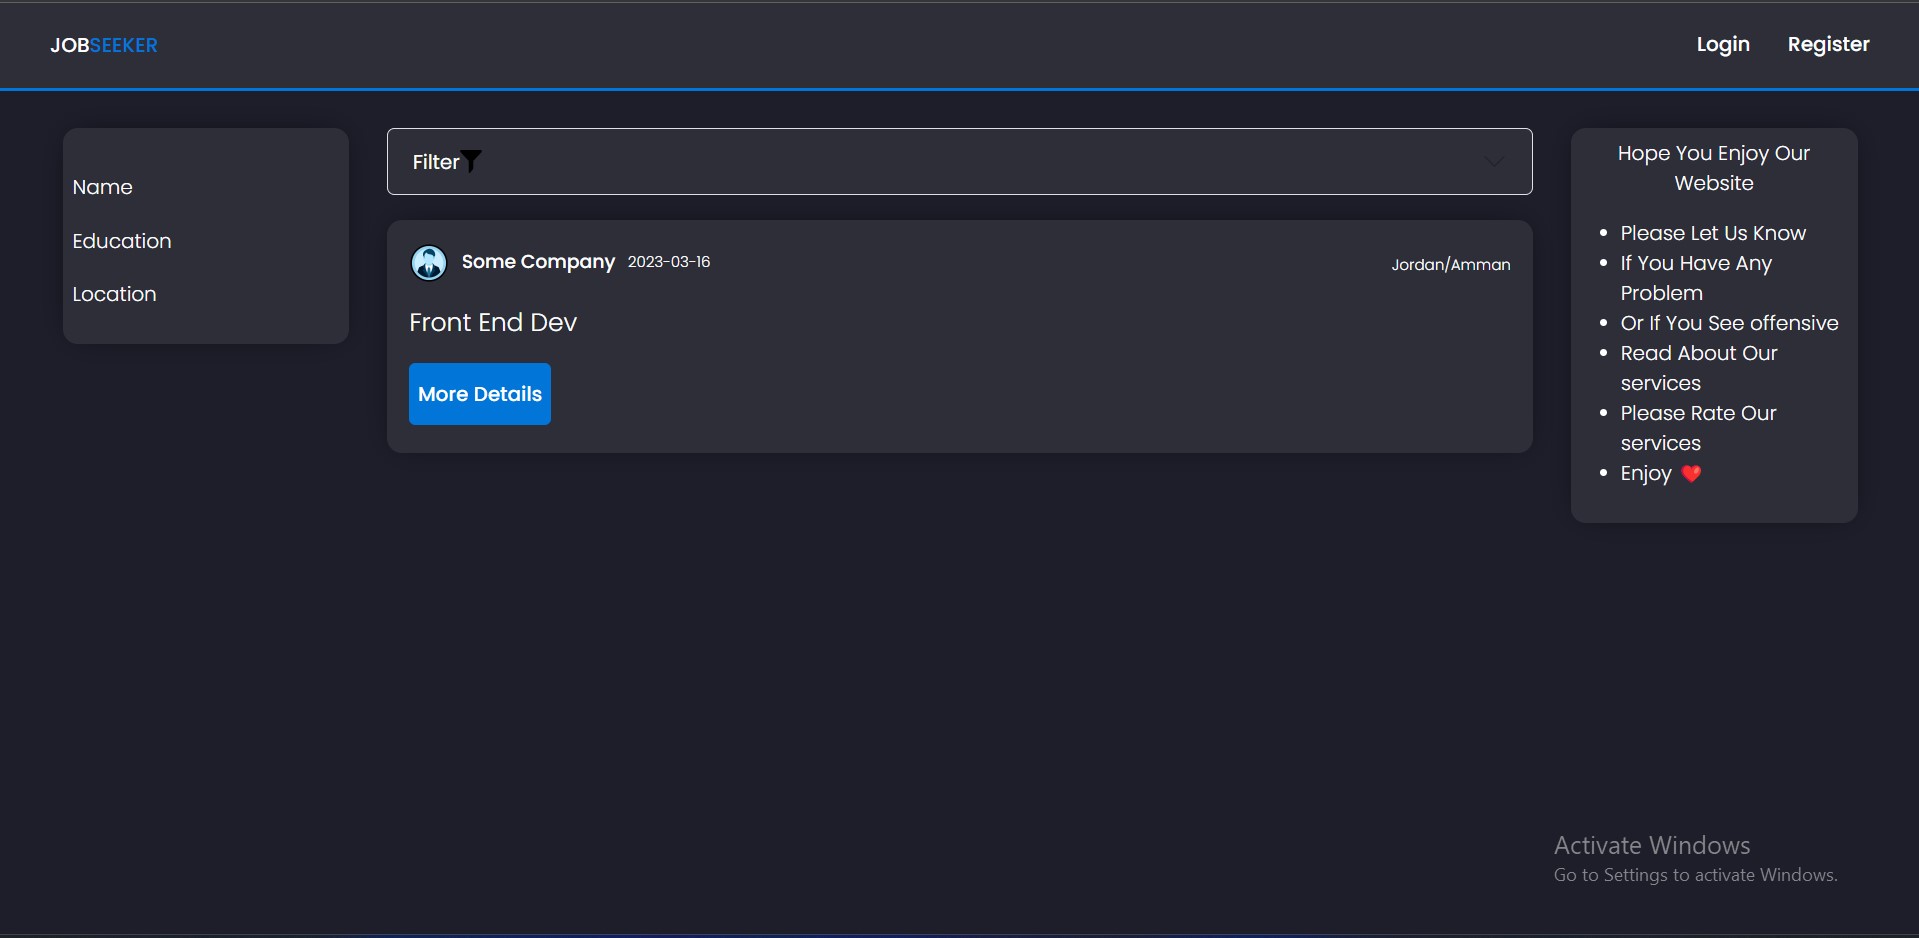 JOBSEEKER
Login Register
Name
Education
Location
Filter
Some Company 2023-03-16
Jordan/Amman
Front End Dev
More Details
Hope You Enjoy Our
Website
• Please Let Us Know
• If You Have Any
Problem
• Or If You See offensive
• Read About Our
services
• Please Rate Our
services
• Enjoy ❤️
Activate Windows
Go to Settings to activate Windows.